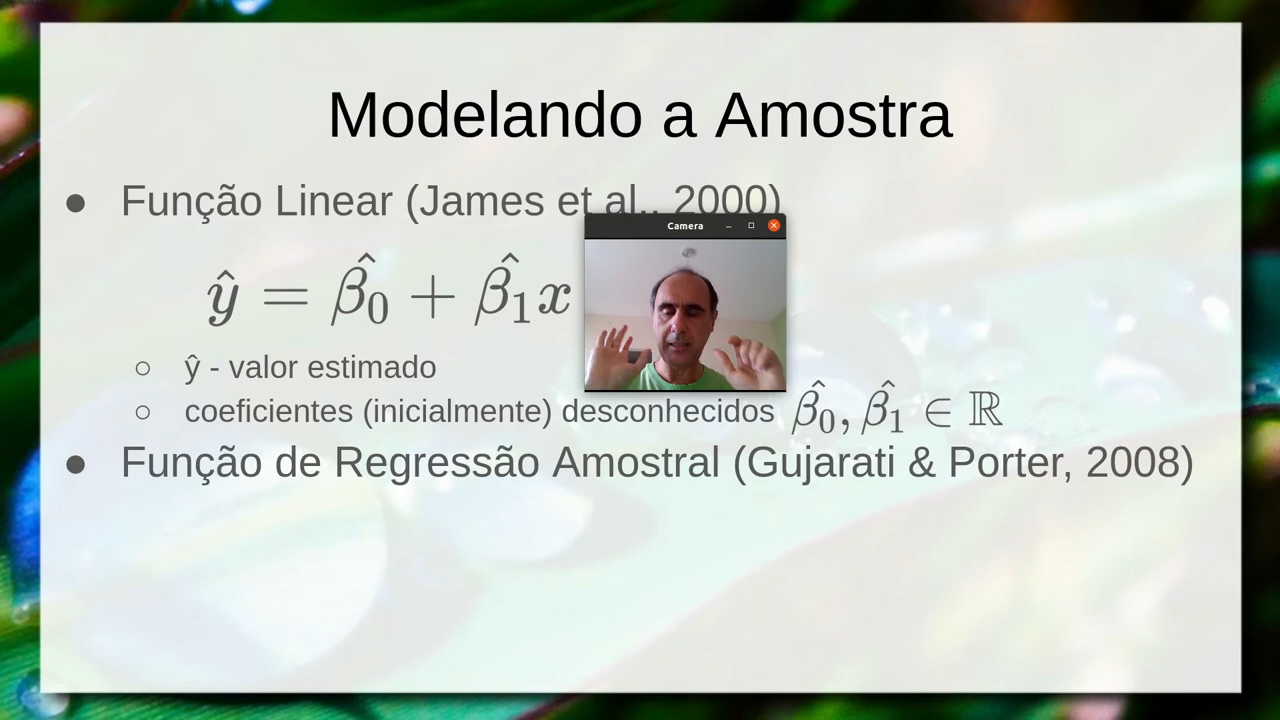 Modelando a Amostra
● Função Linear (James et al., 2000)
Camera
ŷ = β̂₀ + β̂₁x
○ ŷ - valor estimado
○ coeficientes (inicialmente) desconhecidos β̂₀, β̂₁ ∈ ℝ
● Função de Regressão Amostral (Gujarati & Porter, 2008)